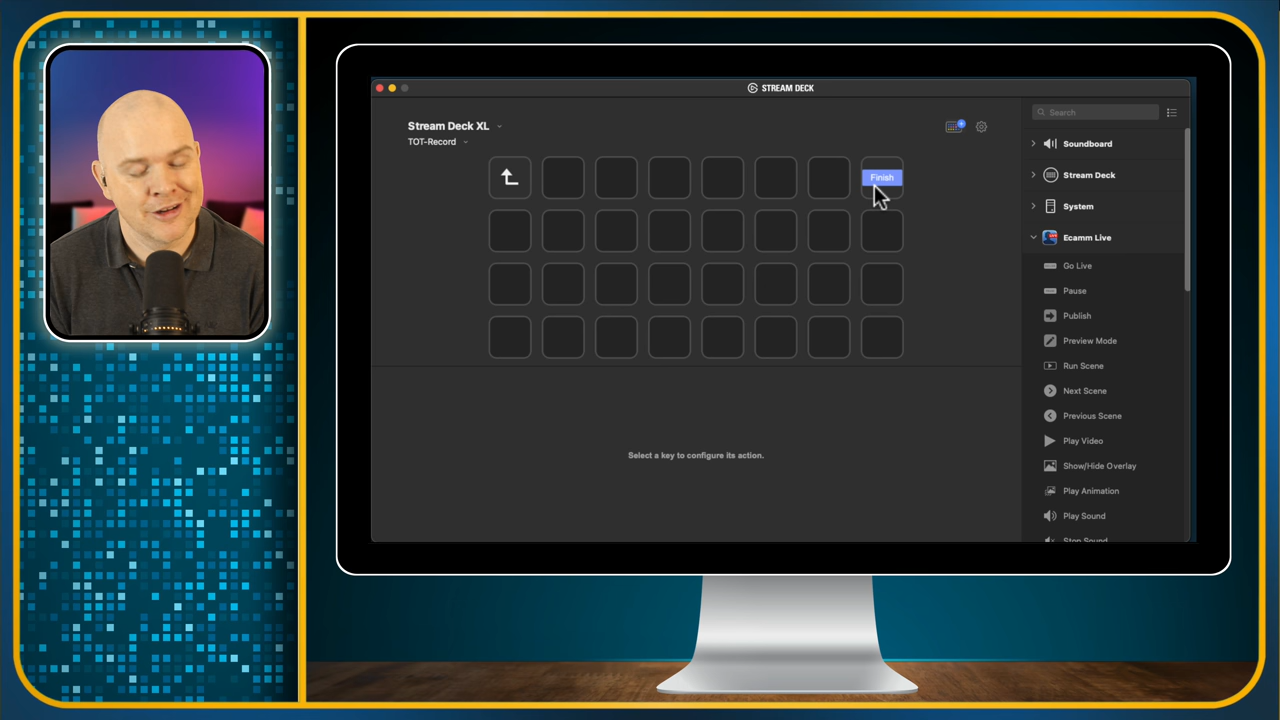 STREAM DECK
Stream Deck XL
TOT-Record
Finish
Select a key to configure its action.
Search
Soundboard
Stream Deck
System
Ecamm Live
Go Live
Pause
Publish
Preview Mode
Run Scene
Next Scene
Previous Scene
Play Video
Show/Hide Overlay
Play Animation
Play Sound
Stop Sound